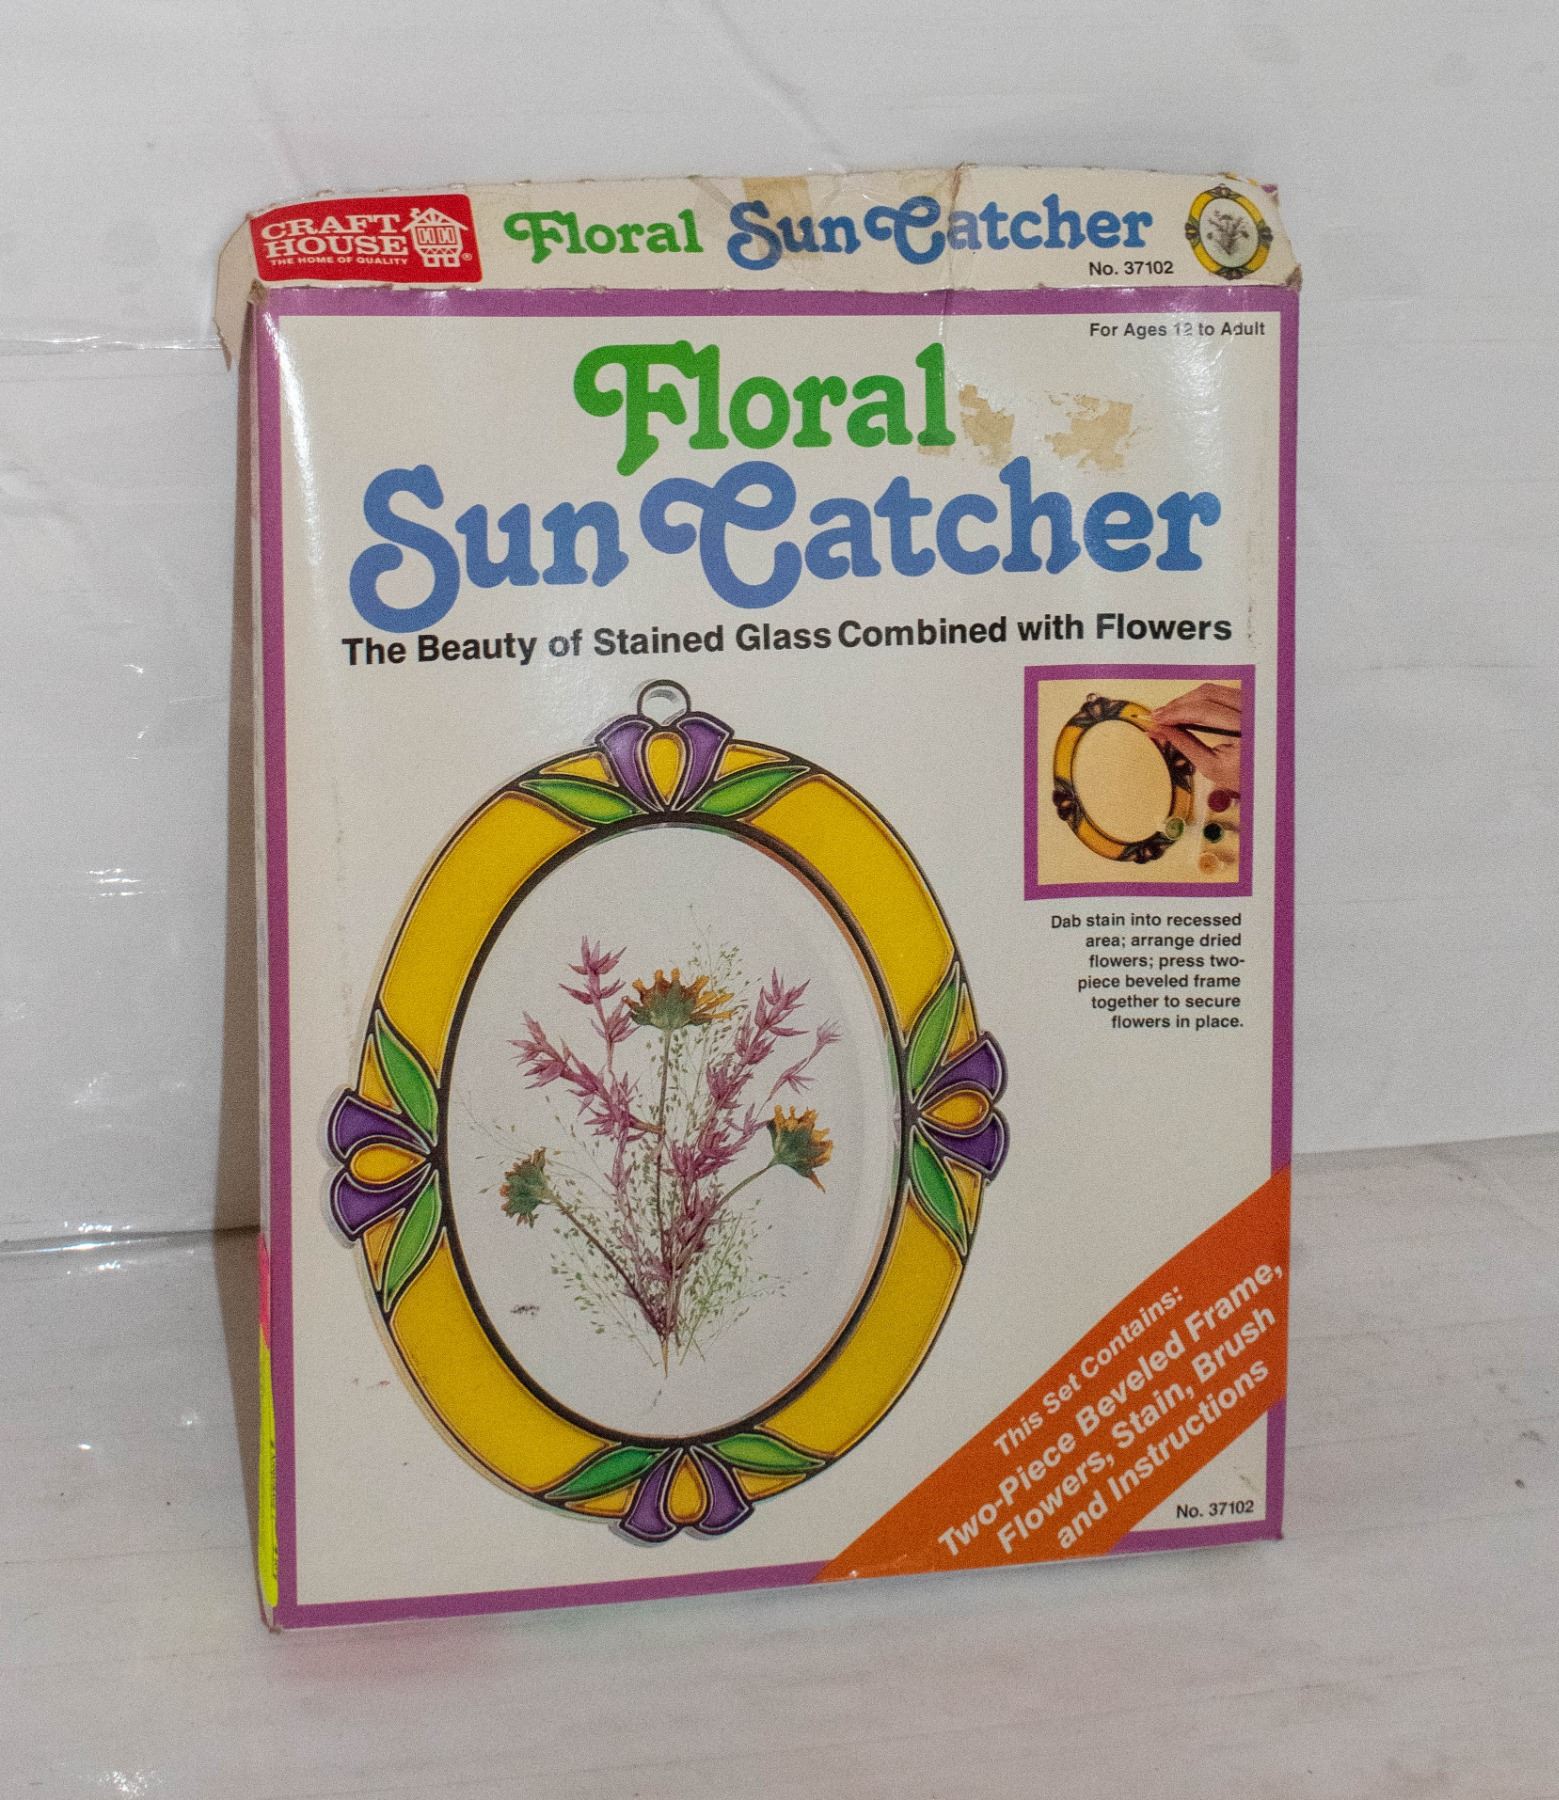 CRAFT
HOUSE
THE HOME OF QUALITY
®
Floral Sun Catcher
No. 37102
For Ages 12 to Adult
Floral
Sun Catcher
The Beauty of Stained Glass Combined with Flowers
Dab stain into recessed
area; arrange dried
flowers; press two-
piece beveled frame
together to secure
flowers in place.
This Set Contains:
Two-Piece Beveled Frame,
Flowers, Stain, Brush
and Instructions
No. 37102